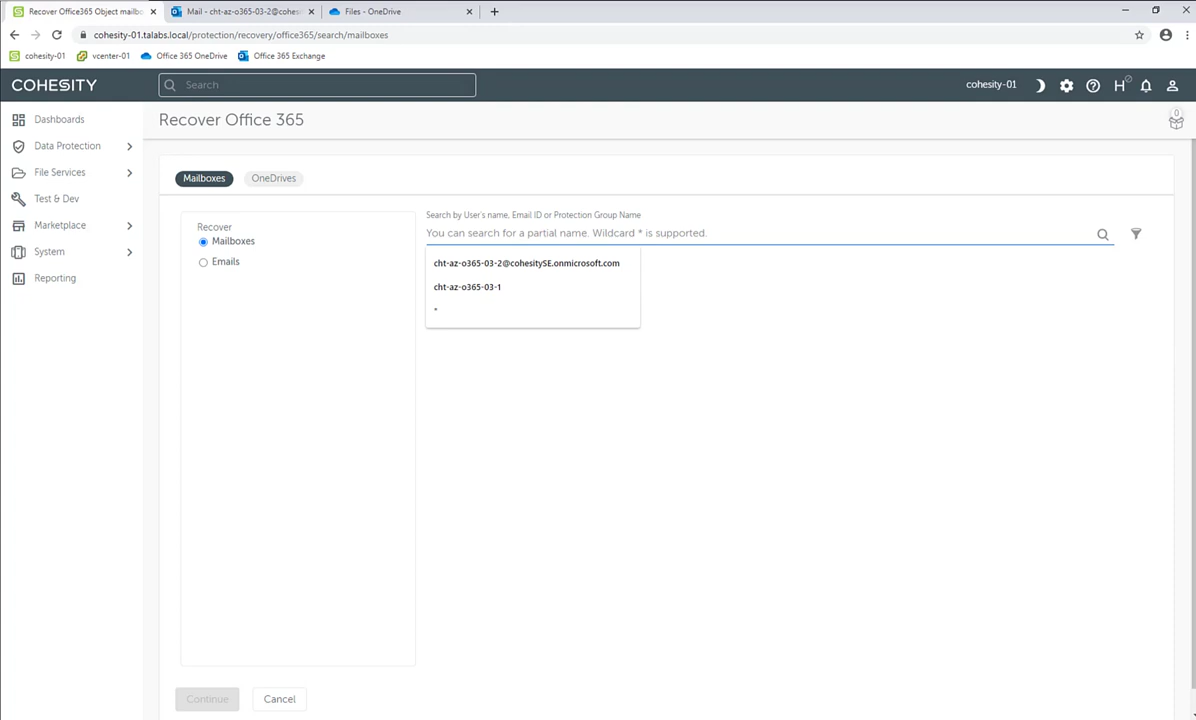 Recover Office365 Object mailbo
Mail - cht-az-o365-03-2@cohesi
Files - OneDrive
cohesity-01.talabs.local/protection/recovery/office365/search/mailboxes
cohesity-01
vcenter-01
Office 365 OneDrive
Office 365 Exchange
COHESITY
Search
cohesity-01
H
Dashboards
Data Protection
File Services
Test & Dev
Marketplace
System
Reporting
Recover Office 365
0
Mailboxes
OneDrives
Recover
Mailboxes
Emails
Search by User's name, Email ID or Protection Group Name
You can search for a partial name. Wildcard * is supported.
cht-az-o365-03-2@cohesitySE.onmicrosoft.com
cht-az-o365-03-1
*
Continue
Cancel